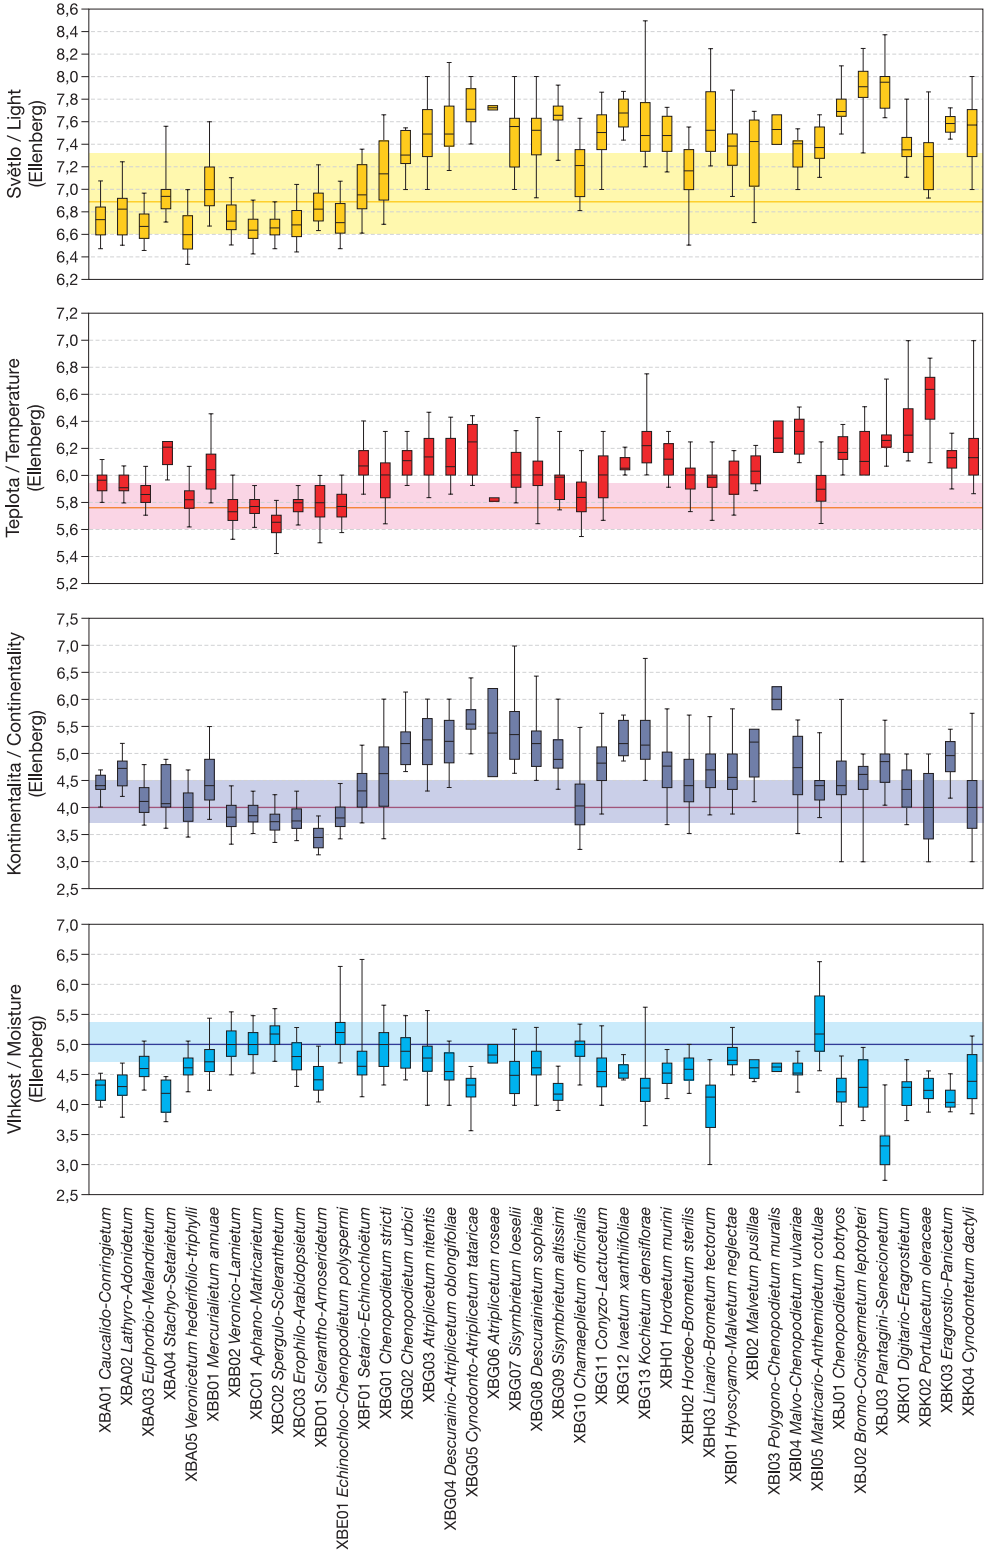 Světlo / Light
(Ellenberg)
8,6
8,4
8,2
8,0
7,8
7,6
7,4
7,2
7,0
6,8
6,6
6,4
6,2
Teplota / Temperature
(Ellenberg)
7,2
7,0
6,8
6,6
6,4
6,2
6,0
5,8
5,6
5,4
5,2
Kontinentalita / Continentality
(Ellenberg)
7,5
7,0
6,5
6,0
5,5
5,0
4,5
4,0
3,5
3,0
2,5
Vlhkost / Moisture
(Ellenberg)
7,0
6,5
6,0
5,5
5,0
4,5
4,0
3,5
3,0
2,5
XBA01 Caucalido-Conringietum
XBA02 Lathyro-Adonidetum
XBA03 Euphorbio-Melandrietum
XBA04 Stachyo-Setarietum
XBA05 Veronicetum hederifolio-triphylli
XBB01 Mercurialietum annuae
XBB02 Veronico-Lamietum
XBC01 Aphano-Matricarietum
XBC02 Spergulo-Scleranthetum
XBC03 Erophilo-Arabidopsietum
XBD01 Sclerantho-Arnoseridetum
XBE01 Echinochloo-Chenopodietum polyspermi
XBF01 Setario-Echinochloëtum
XBG01 Chenopodietum stricti
XBG02 Chenopodietum urbici
XBG03 Atriplicetum nitentis
XBG04 Descurainio-Atriplicetum oblongifoliae
XBG05 Cynodonto-Atriplicetum tataricae
XBG06 Atriplicetum roseae
XBG07 Sisymbrietum loeselii
XBG08 Descurainietum sophiae
XBG09 Sisymbrietum altissimi
XBG10 Chamaeplietum officinalis
XBG11 Conyzo-Lactucetum
XBG12 Ivaetum xanthiifoliae
XBG13 Kochietum densiflorae
XBH01 Hordeetum murini
XBH02 Hordeo-Brometum sterilis
XBH03 Linario-Brometum tectorum
XBI01 Hyoscyamo-Malvetum neglectae
XBI02 Malvetum pusillae
XBI03 Polygono-Chenopodietum muralis
XBI04 Malvo-Chenopodietum vulvariae
XBI05 Matricario-Anthemidetum cotulae
XBJ01 Chenopodietum botryos
XBJ02 Bromo-Corispermetum leptopteri
XBJ03 Plantagini-Senecionetum
XBK01 Digitario-Eragrostietum
XBK02 Portulacetum oleraceae
XBK03 Eragrostio-Panicetum
XBK04 Cynodontetum dactyli